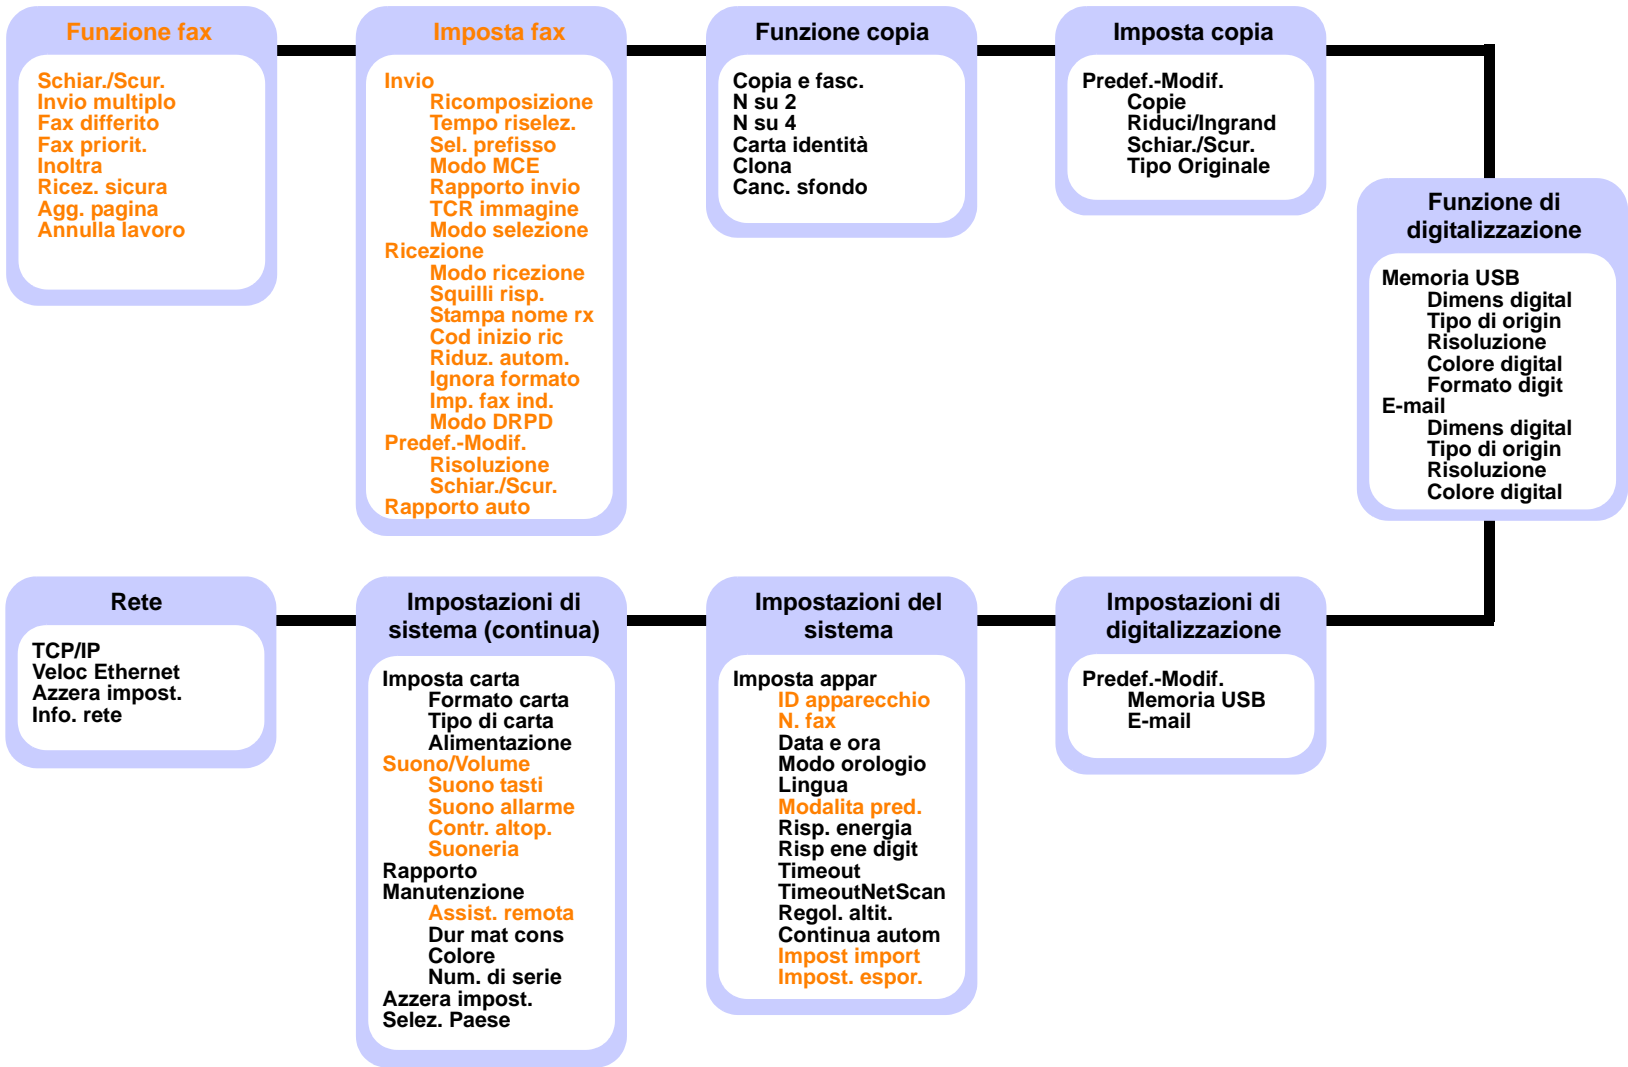 Funzione fax
Schiar./Scur.
Invio multiplo
Fax differito
Fax priorit.
Inoltra
Ricez. sicura
Agg. pagina
Annulla lavoro
Imposta fax
Invio
Ricomposizione
Tempo riselez.
Sel. prefisso
Modo MCE
Rapporto invio
TCR immagine
Modo selezione
Ricezione
Modo ricezione
Squilli risp.
Stampa nome rx
Cod inizio ric
Riduz. autom.
Ignora formato
Imp. fax ind.
Modo DRPD
Predef.-Modif.
Risoluzione
Schiar./Scur.
Rapporto auto
Funzione copia
Copia e fasc.
N su 2
N su 4
Carta identità
Clona
Canc. sfondo
Imposta copia
Predef.-Modif.
Copie
Riduci/Ingrand
Schiar./Scur.
Tipo Originale
Funzione di
digitalizzazione
Memoria USB
Dimens digital
Tipo di origin
Risoluzione
Colore digital
Formato digit
E-mail
Dimens digital
Tipo di origin
Risoluzione
Colore digital
Rete
TCP/IP
Veloc Ethernet
Azzera impost.
Info. rete
Impostazioni di
sistema (continua)
Imposta carta
Formato carta
Tipo di carta
Alimentazione
Suono/Volume
Suono tasti
Suono allarme
Contr. altop.
Suoneria
Rapporto
Manutenzione
Assist. remota
Dur mat cons
Colore
Num. di serie
Azzera impost.
Selez. Paese
Impostazioni del
sistema
Imposta appar
ID apparecchio
N. fax
Data e ora
Modo orologio
Lingua
Modalita pred.
Risp. energia
Risp ene digit
Timeout
TimeoutNetScan
Regol. altit.
Continua autom
Impost import
Impost. espor.
Impostazioni di
digitalizzazione
Predef.-Modif.
Memoria USB
E-mail